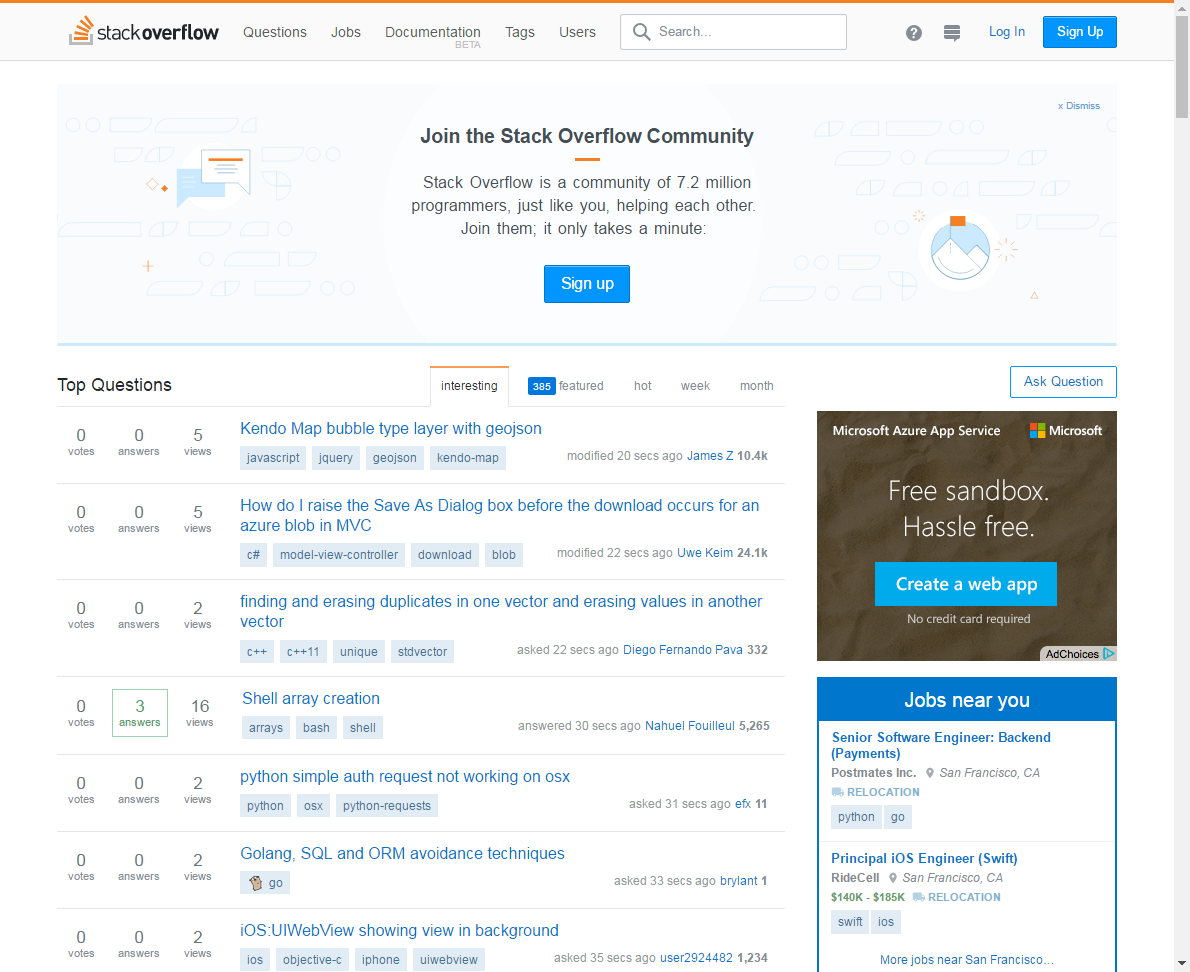 stackoverflow Questions Jobs Documentation BETA Tags Users Search... ? Log In Sign Up
x Dismiss
Join the Stack Overflow Community
Stack Overflow is a community of 7.2 million
programmers, just like you, helping each other.
Join them; it only takes a minute:
Sign up
Top Questions interesting 385 featured hot week month
0 votes 0 answers 5 views
Kendo Map bubble type layer with geojson
javascript jquery geojson kendo-map
modified 20 secs ago James Z 10.4k
0 votes 0 answers 5 views
How do I raise the Save As Dialog box before the download occurs for an
azure blob in MVC
c# model-view-controller download blob
modified 22 secs ago Uwe Keim 24.1k
0 votes 0 answers 2 views
finding and erasing duplicates in one vector and erasing values in another
vector
c++ c++11 unique stdvector
asked 22 secs ago Diego Fernando Pava 332
0 votes 3 answers 16 views
Shell array creation
arrays bash shell
answered 30 secs ago Nahuel Fouilleul 5,265
0 votes 0 answers 2 views
python simple auth request not working on osx
python osx python-requests
asked 31 secs ago efx 11
0 votes 0 answers 2 views
Golang, SQL and ORM avoidance techniques
go
asked 33 secs ago brylant 1
0 votes 0 answers 2 views
iOS:UIWebView showing view in background
ios objective-c iphone uiwebview
asked 35 secs ago user2924482 1,234
Ask Question
Microsoft Azure App Service Microsoft
Free sandbox.
Hassle free.
Create a web app
No credit card required
AdChoices
Jobs near you
Senior Software Engineer: Backend
(Payments)
Postmates Inc. San Francisco, CA
RELOCATION
python go
Principal iOS Engineer (Swift)
RideCell San Francisco, CA
$140K - $185K RELOCATION
swift ios
More jobs near San Francisco...